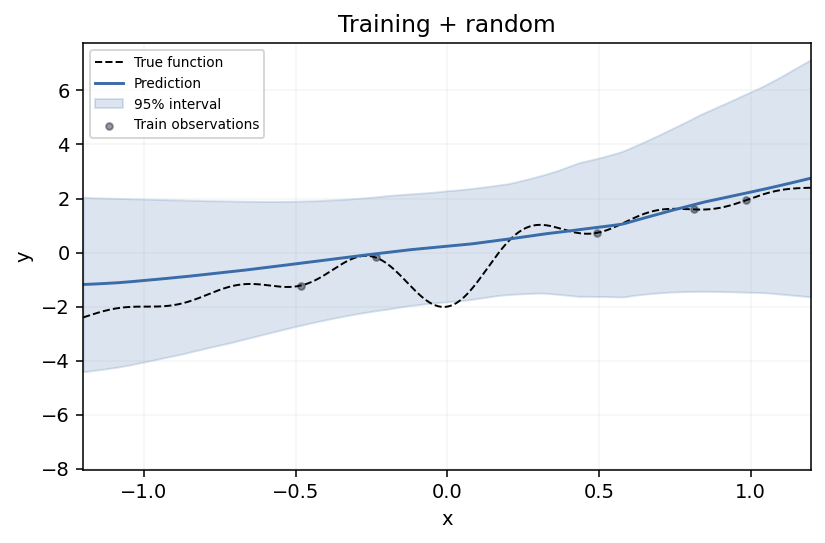 Training + random
True function
Prediction
95% interval
Train observations
6
4
2
0
−2
−4
−6
−8
y
−1.0 −0.5 0.0 0.5 1.0
x